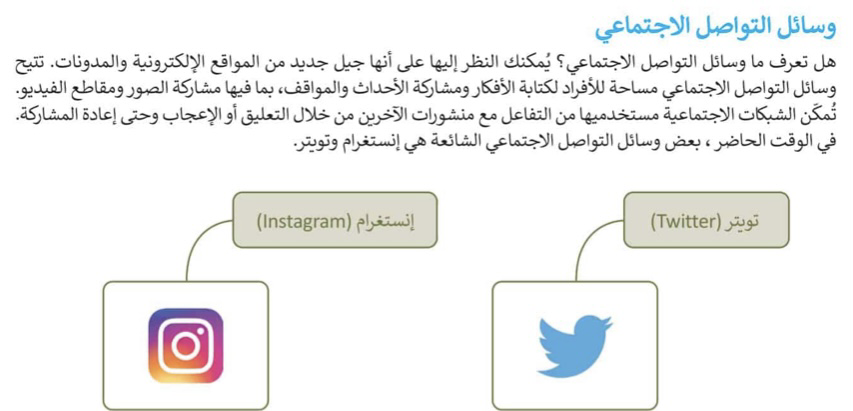 وسائل التواصل الاجتماعي
هل تعرف ما وسائل التواصل الاجتماعي؟ يُمكنك النظر إليها على أنها جيل جديد من المواقع الإلكترونية والمدونات. تتيح
وسائل التواصل الاجتماعي مساحة للأفراد لكتابة الأفكار ومشاركة الأحداث والمواقف، بما فيها مشاركة الصور ومقاطع الفيديو.
تُمكّن الشبكات الاجتماعية مستخدميها من التفاعل مع منشورات الآخرين من خلال التعليق أو الإعجاب وحتى إعادة المشاركة.
في الوقت الحاضر ، بعض وسائل التواصل الاجتماعي الشائعة هي إنستغرام وتويتر.
تويتر (Twitter)
إنستغرام (Instagram)